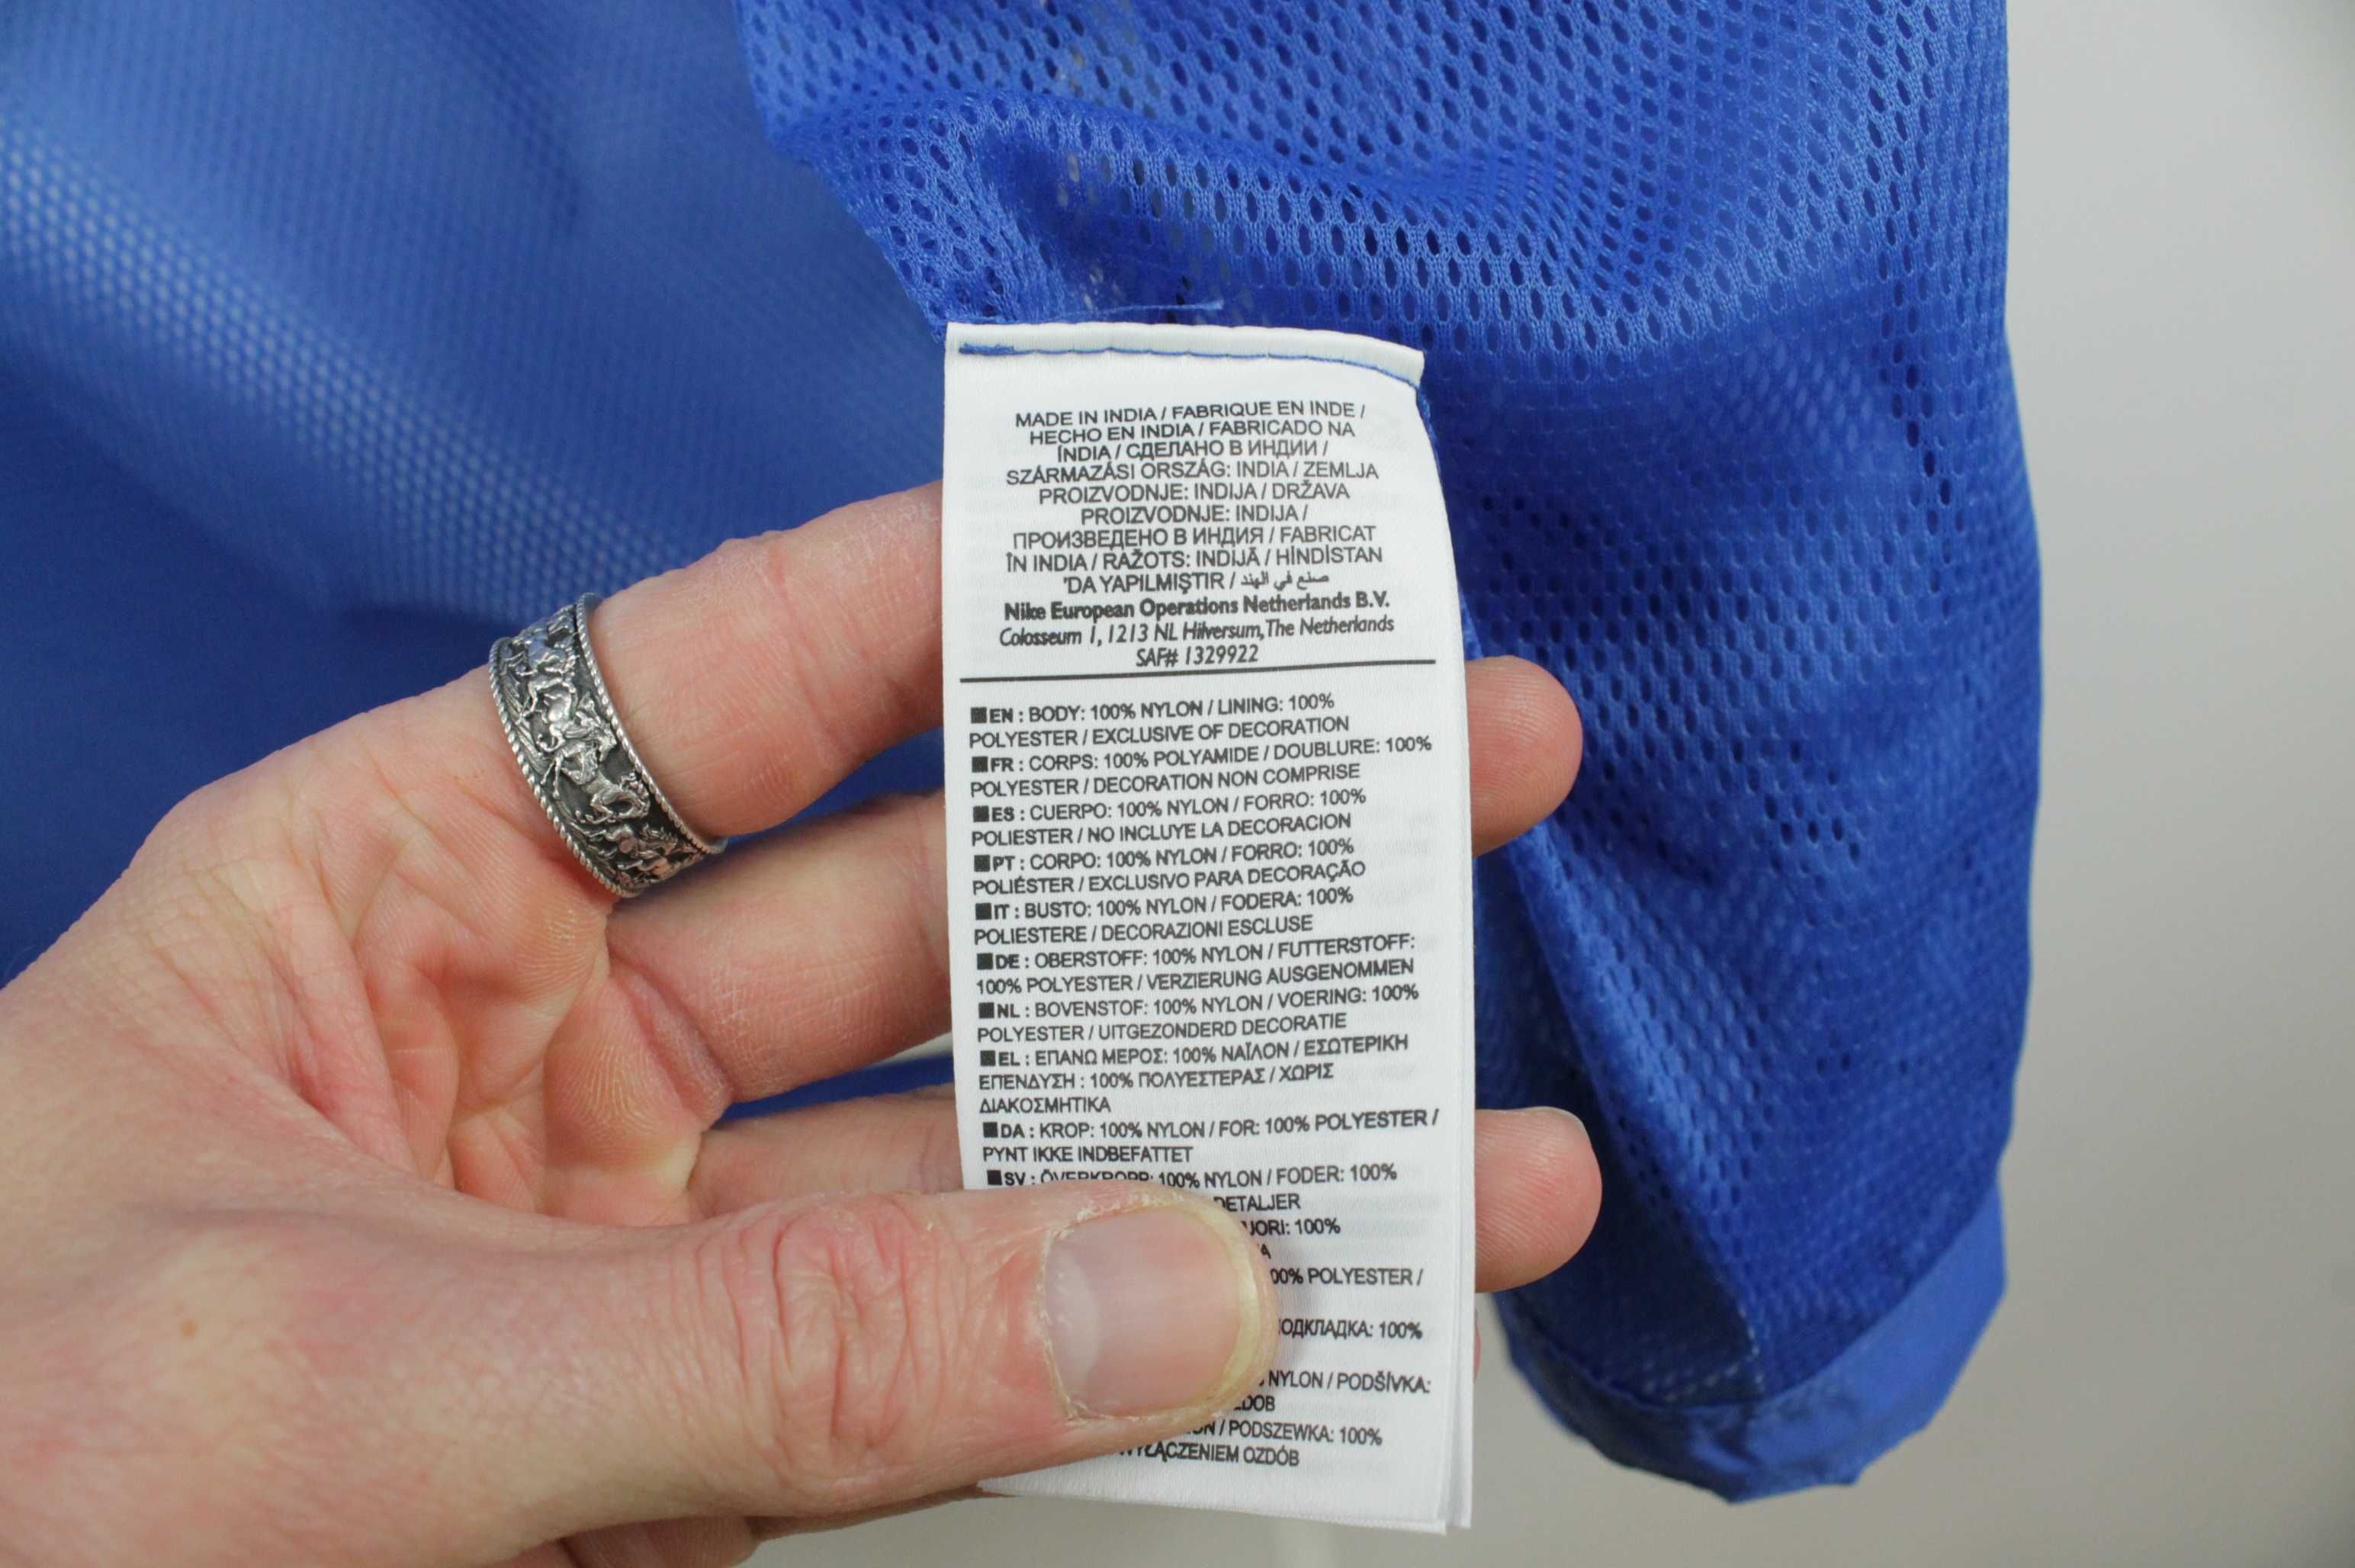 MADE IN INDIA / FABRIQUE EN INDE /
HECHO EN INDIA / FABRICADO NA
ÍNDIA / СДЕЛАНО В ИНДИИ /
SZÁRMAZÁSI ORSZÁG: INDIA / ZEMLJA
PROIZVODNJE: INDIJA / DRŽAVA
PROIZVODNJE: INDIJA /
ПРОИЗВЕДЕНО В ИНДИЯ / FABRICAT
ÎN INDIA / RAŽOTS: INDIJĀ / HİNDİSTAN
'DA YAPILMIŞTIR / صنع في الهند
Nike European Operations Netherlands B.V.
Colosseum 1, 1213 NL Hilversum, The Netherlands
SAF# 1329922
EN : BODY: 100% NYLON / LINING: 100%
POLYESTER / EXCLUSIVE OF DECORATION
FR : CORPS: 100% POLYAMIDE / DOUBLURE: 100%
POLYESTER / DECORATION NON COMPRISE
ES : CUERPO: 100% NYLON / FORRO: 100%
POLIESTER / NO INCLUYE LA DECORACION
PT : CORPO: 100% NYLON / FORRO: 100%
POLIÉSTER / EXCLUSIVO PARA DECORAÇÃO
IT : BUSTO: 100% NYLON / FODERA: 100%
POLIESTERE / DECORAZIONI ESCLUSE
DE : OBERSTOFF: 100% NYLON / FUTTERSTOFF:
100% POLYESTER / VERZIERUNG AUSGENOMMEN
NL : BOVENSTOF: 100% NYLON / VOERING: 100%
POLYESTER / UITGEZONDERD DECORATIE
EL : ΕΠΑΝΩ ΜΕΡΟΣ: 100% ΝΑΪΛΟΝ / ΕΣΩΤΕΡΙΚΗ
ΕΠΕΝΔΥΣΗ : 100% ΠΟΛΥΕΣΤΕΡΑΣ / ΧΩΡΙΣ
ΔΙΑΚΟΣΜΗΤΙΚΑ
DA : KROP: 100% NYLON / FOR: 100% POLYESTER /
PYNT IKKE INDBEFATTET
SV : ÖVERKROPP: 100% NYLON / FODER: 100%
DETALJER
100%
POLYESTER /
100%
NYLON / PODŠÍVKA:
/ PODSZEWKA: 100%
OZDÓB